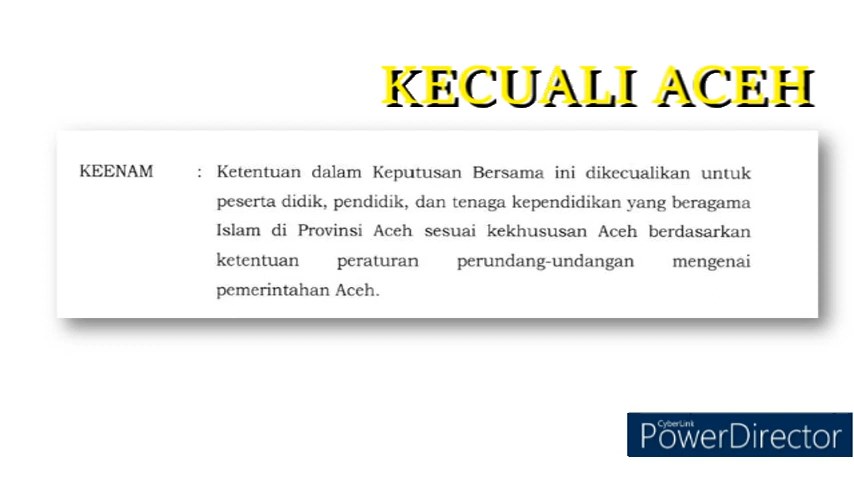 KECUALI ACEH
KEENAM : Ketentuan dalam Keputusan Bersama ini dikecualikan untuk
peserta didik, pendidik, dan tenaga kependidikan yang beragama
Islam di Provinsi Aceh sesuai kekhususan Aceh berdasarkan
ketentuan peraturan perundang-undangan mengenai
pemerintahan Aceh.
CyberLink
PowerDirector